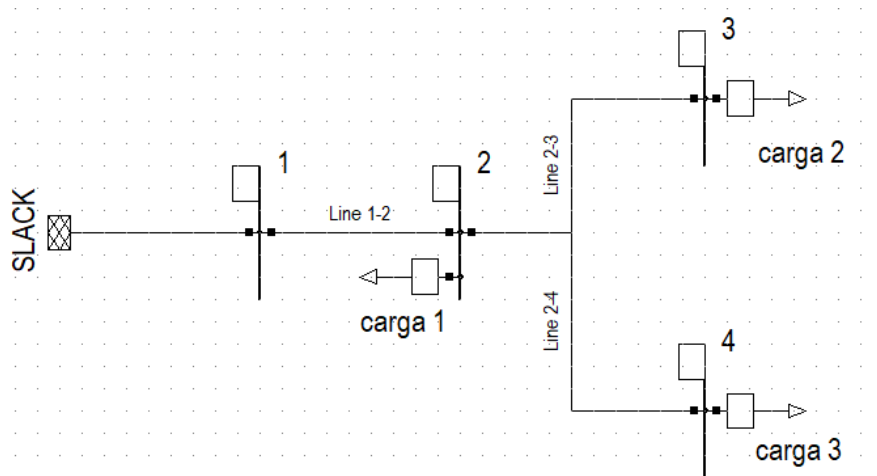 3
carga 2
Line 2-3
1
2
Line 1-2
SLACK
carga 1
Line 2-4
4
carga 3